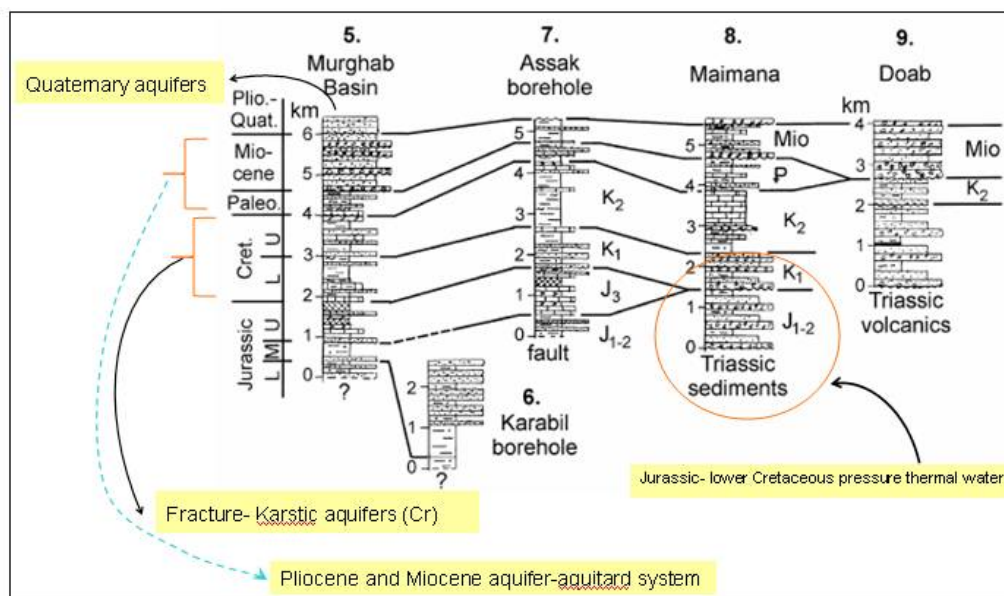 5.
7.
8.
9.
Murghab
Basin
Assak
borehole
Maimana
Doab
Quaternary aquifers
Plio.-
Quat.
km
km
Mio-
cene
Paleo.
Cret.
U
L
Jurassic
U
M
L
6
5
4
3
2
1
0
?
5
4
3
2
1
0
fault
K2
K1
J3
J1-2
5
4
3
2
1
0
Mio
P
K2
K1
J1-2
Triassic
sediments
4
3
2
1
0
Mio
K2
Triassic
volcanics
2
1
0
?
6.
Karabil
borehole
Jurassic- lower Cretaceous pressure thermal water
Fracture- Karstic aquifers (Cr)
Pliocene and Miocene aquifer-aquitard system